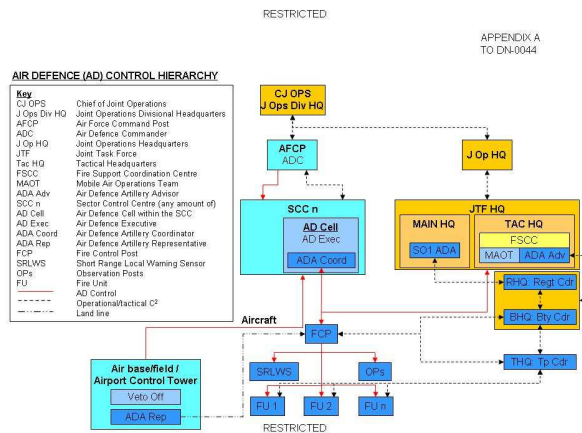 RESTRICTED
APPENDIX A
TO DN-0044
AIR DEFENCE (AD) CONTROL HIERARCHY
Key
CJ OPS Chief of Joint Operations
J Ops Div HQ Joint Operations Divisional Headquarters
AFCP Air Force Command Post
ADC Air Defence Commander
J Op HQ Joint Operations Headquarters
JTF Joint Task Force
Tac HQ Tactical Headquarters
FSCC Fire Support Coordination Centre
MAOT Mobile Air Operations Team
ADA Adv Air Defence Artillery Advisor
SCC n Sector Control Centre (any amount of)
AD Cell Air Defence Cell within the SCC
AD Exec Air Defence Executive
ADA Coord Air Defence Artillery Coordinator
ADA Rep Air Defence Artillery Representative
FCP Fire Control Post
SRLWS Short Range Local Warning Sensor
OPs Observation Posts
FU Fire Unit
AD Control
Operational/tactical C²
Land line
CJ OPS
J Ops Div HQ
AFCP
ADC
J Op HQ
SCC n
AD Cell
AD Exec
ADA Coord
JTF HQ
MAIN HQ
SO1 ADA
TAC HQ
FSCC
MAOT
ADA Adv
RHQ: Regt Cdr
BHQ: Bty Cdr
THQ: Tp Cdr
Aircraft
FCP
SRLWS
OPs
FU 1
FU 2
FU n
Air base/field /
Airport Control Tower
Veto Off
ADA Rep
RESTRICTED